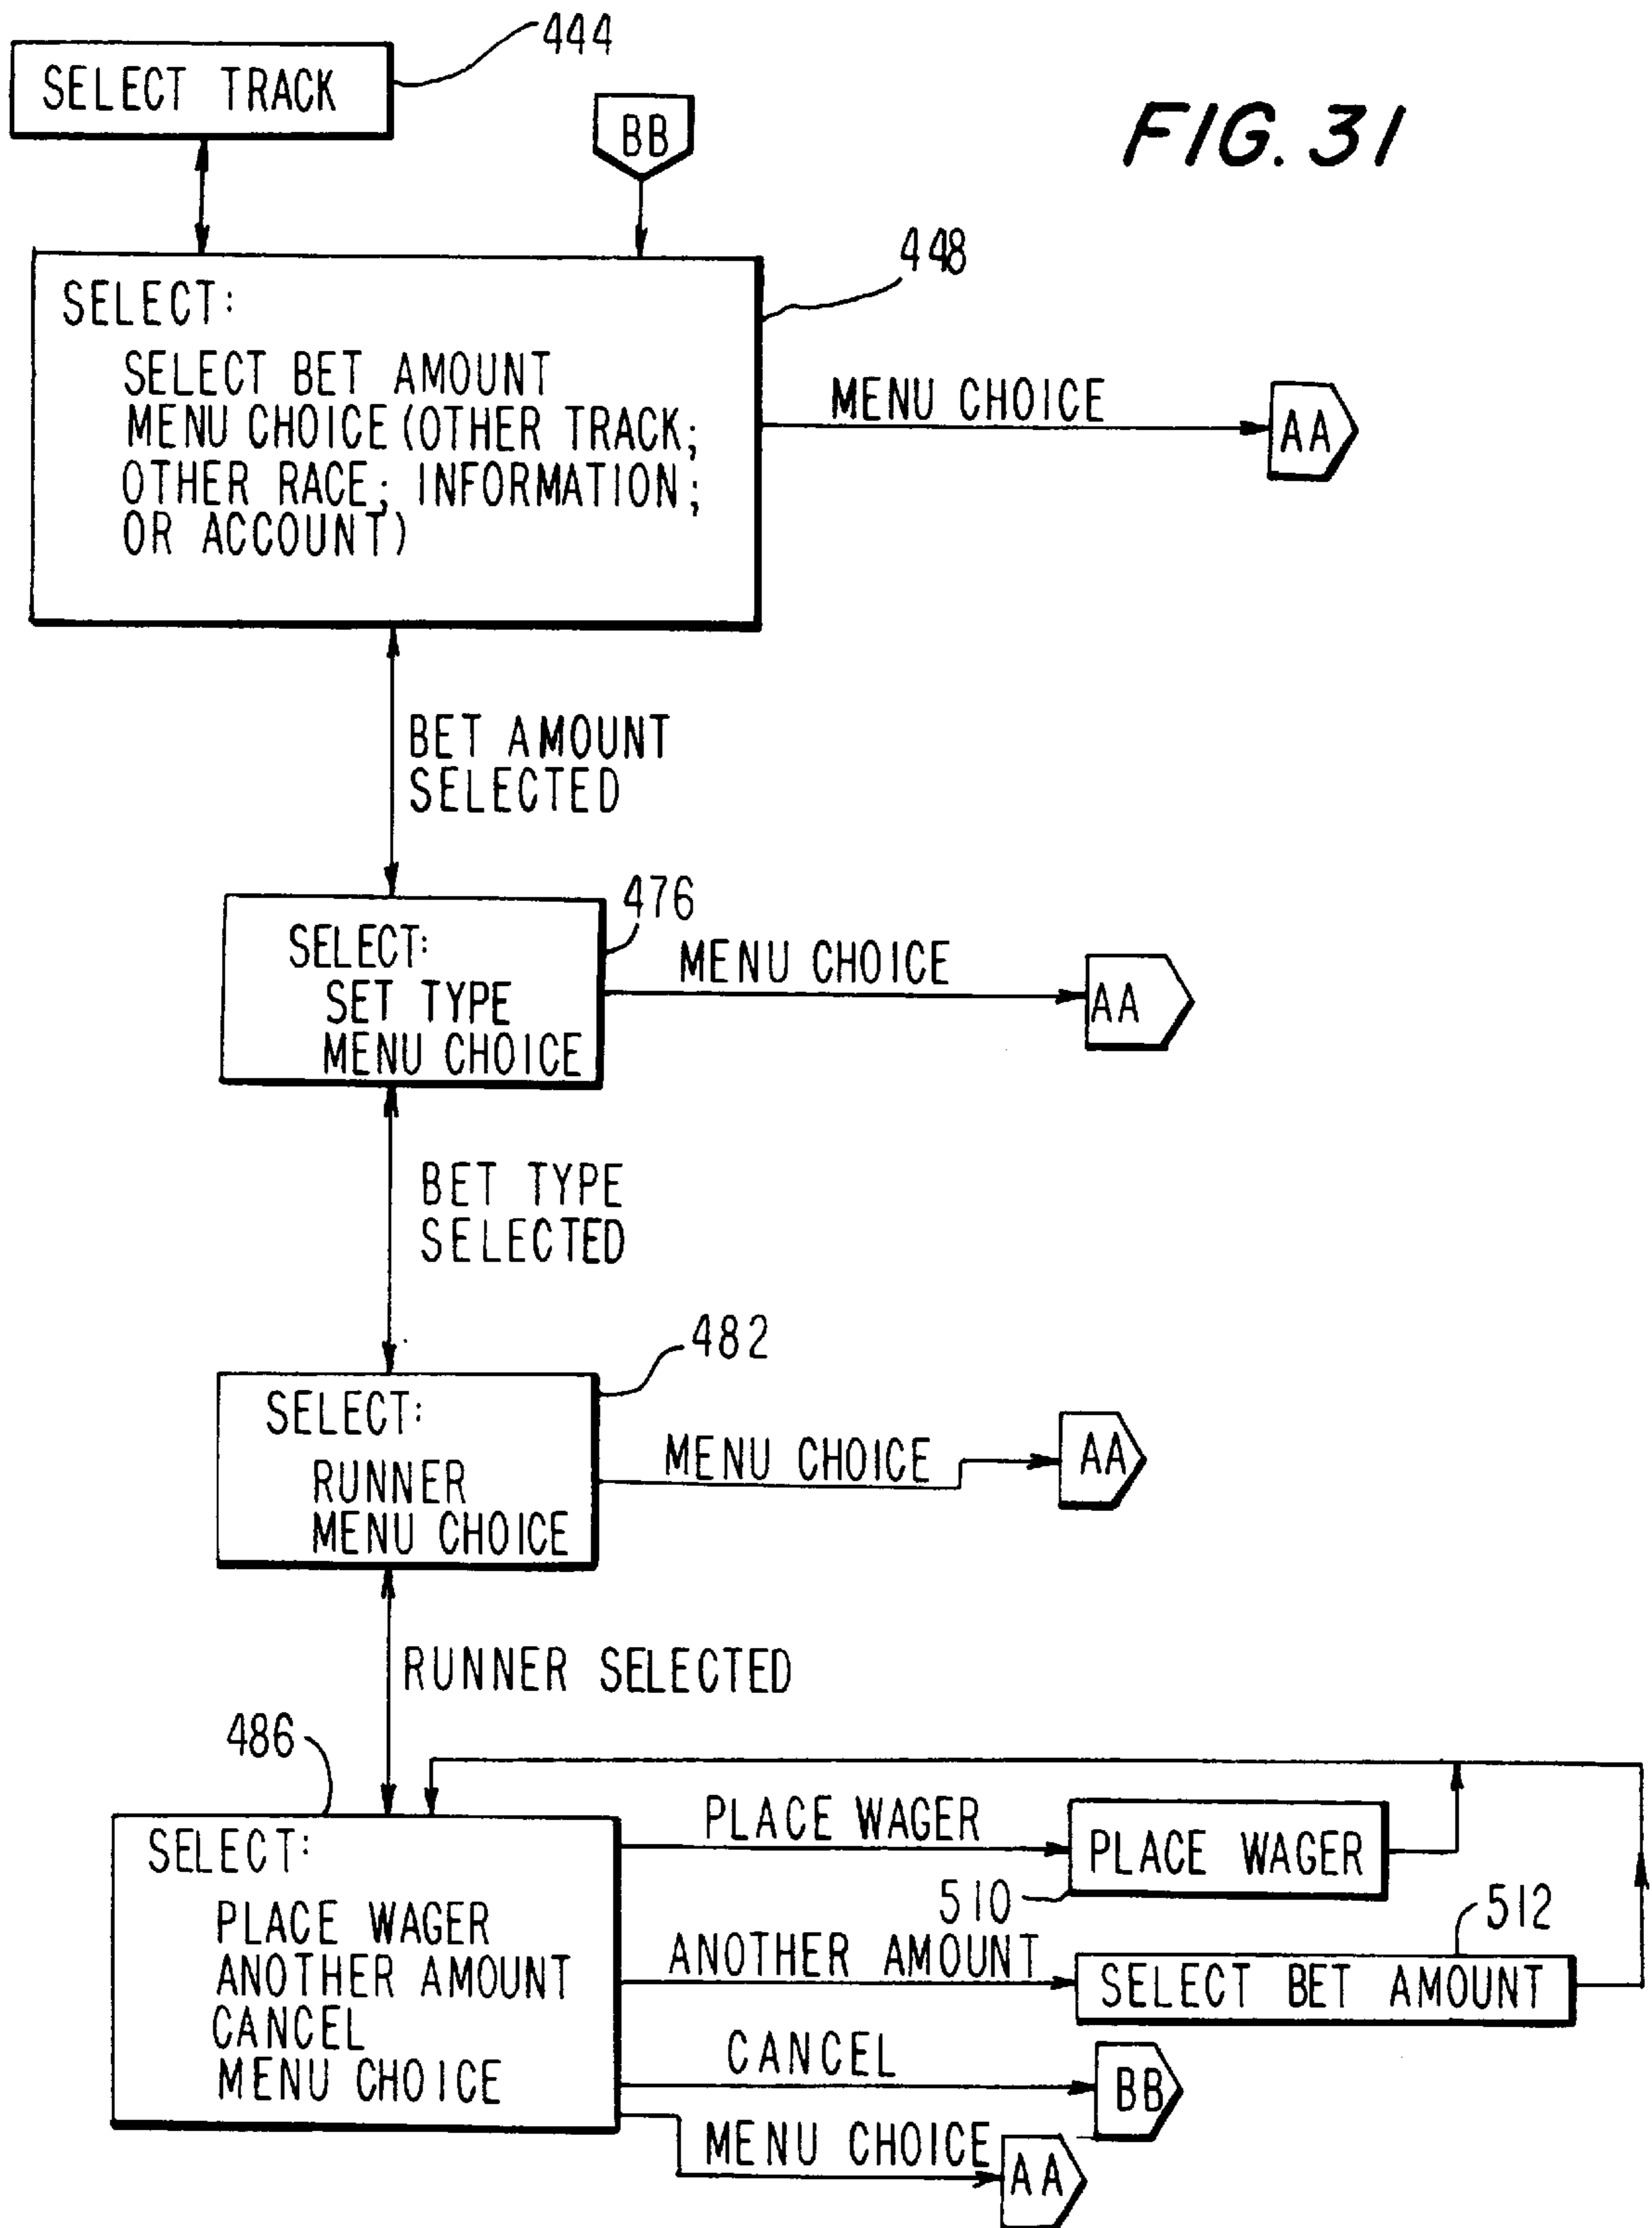 444
SELECT TRACK
BB
FIG. 31
448
SELECT:
SELECT BET AMOUNT
MENU CHOICE (OTHER TRACK;
OTHER RACE; INFORMATION;
OR ACCOUNT)
MENU CHOICE
AA
BET AMOUNT
SELECTED
476
SELECT:
SET TYPE
MENU CHOICE
MENU CHOICE
AA
BET TYPE
SELECTED
482
SELECT:
RUNNER
MENU CHOICE
MENU CHOICE
AA
RUNNER SELECTED
486
SELECT:
PLACE WAGER
ANOTHER AMOUNT
CANCEL
MENU CHOICE
PLACE WAGER
PLACE WAGER
510
512
ANOTHER AMOUNT
SELECT BET AMOUNT
CANCEL
BB
MENU CHOICE
AA